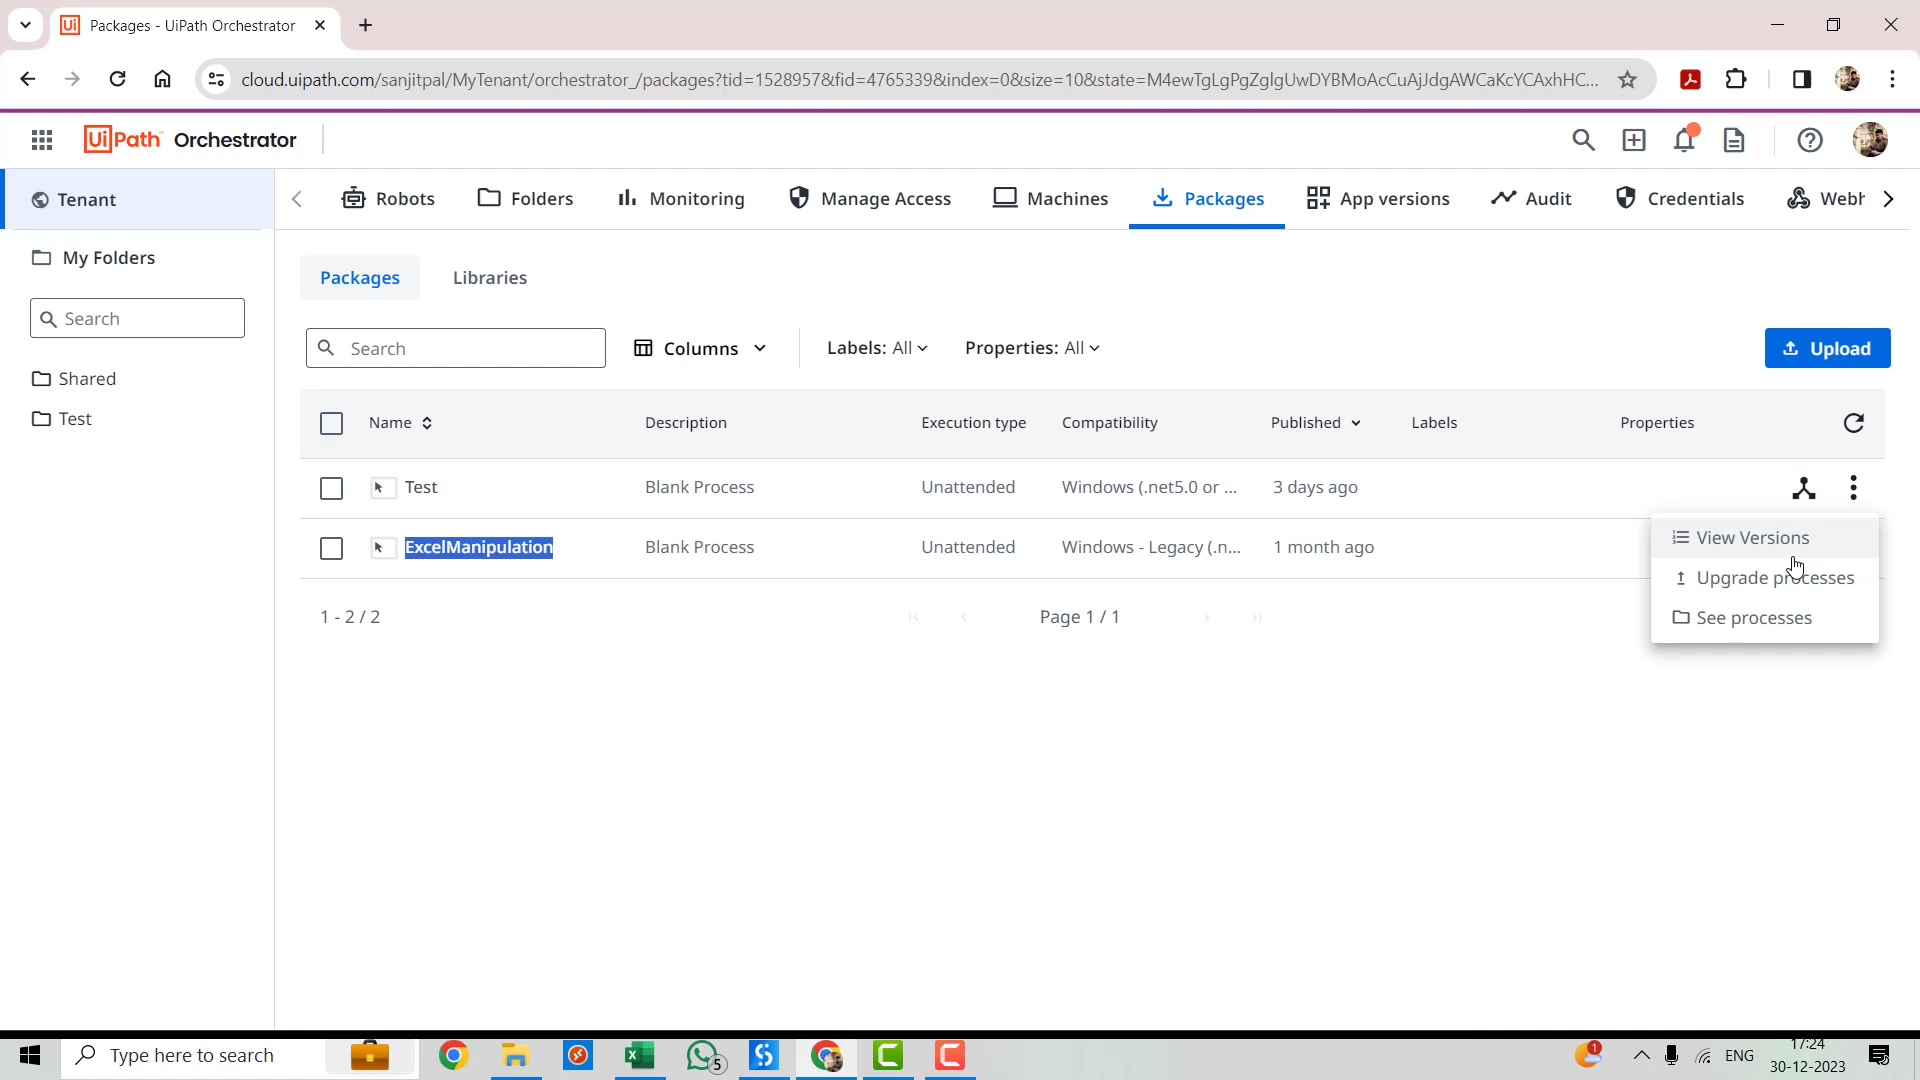 Packages - UiPath Orchestrator
cloud.uipath.com/sanjitpal/MyTenant/orchestrator_/packages?tid=1528957&fid=4765339&index=0&size=10&state=M4ewTgLgPgZglgUwDYBMoAcCuAjJdgAWCaKcYCAxhHC...
UiPath Orchestrator
Tenant
Robots
Folders
Monitoring
Manage Access
Machines
Packages
App versions
Audit
Credentials
Webh
My Folders
Search
Shared
Test
Packages
Libraries
Search
Columns
Labels: All
Properties: All
Upload
Name
Description
Execution type
Compatibility
Published
Labels
Properties
Test
Blank Process
Unattended
Windows (.net5.0 or ...
3 days ago
ExcelManipulation
Blank Process
Unattended
Windows - Legacy (.n...
1 month ago
View Versions
Upgrade processes
See processes
1 - 2 / 2
Page 1 / 1
Type here to search
5
1
ENG
17:24
30-12-2023